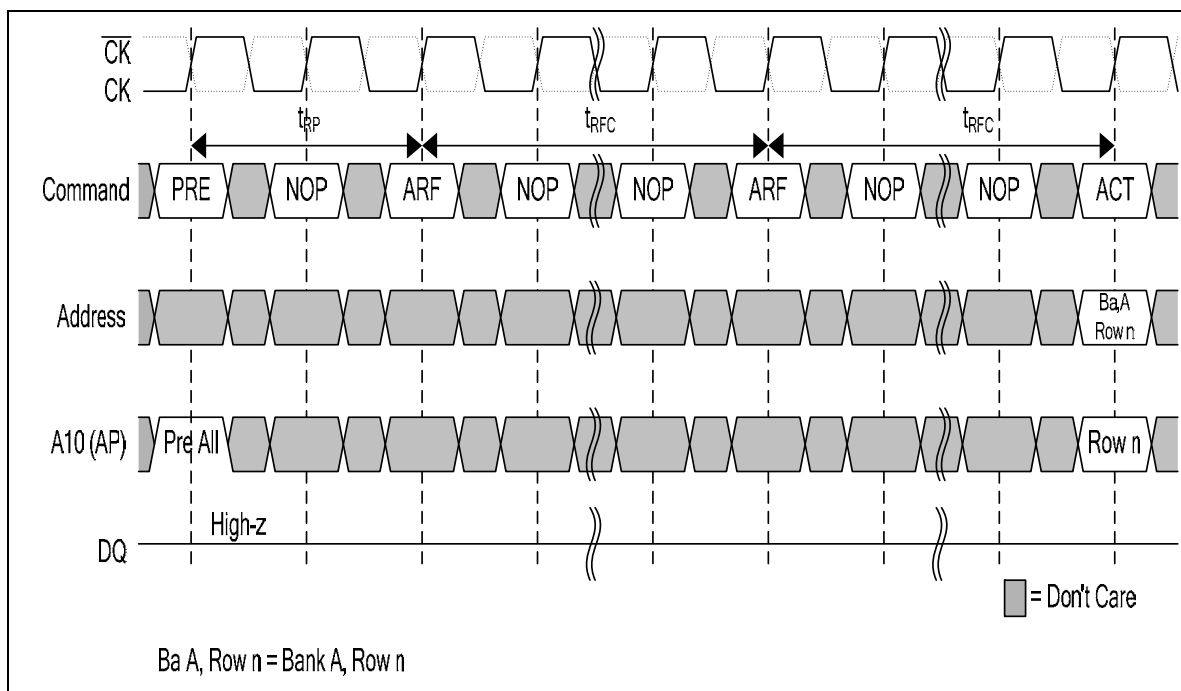 CK
CK
tRP tRFC tRFC
Command PRE NOP ARF NOP NOP ARF NOP NOP ACT
Address Ba,A
Row n
A10 (AP) Pre All Row n
High-z
DQ
= Don't Care
Ba A, Row n = Bank A, Row n